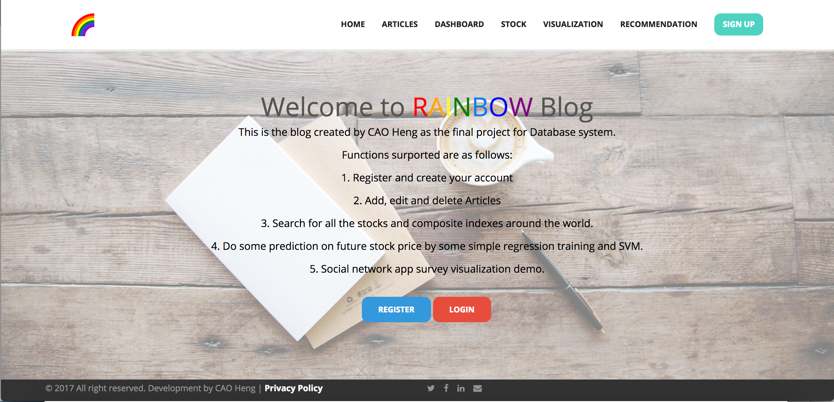 HOME ARTICLES DASHBOARD STOCK VISUALIZATION RECOMMENDATION SIGN UP
Welcome to RAINBOW Blog
This is the blog created by CAO Heng as the final project for Database system.
Functions surported are as follows:
1. Register and create your account
2. Add, edit and delete Articles
3. Search for all the stocks and composite indexes around the world.
4. Do some prediction on future stock price by some simple regression training and SVM.
5. Social network app survey visualization demo.
REGISTER LOGIN
© 2017 All right reserved. Development by CAO Heng | Privacy Policy